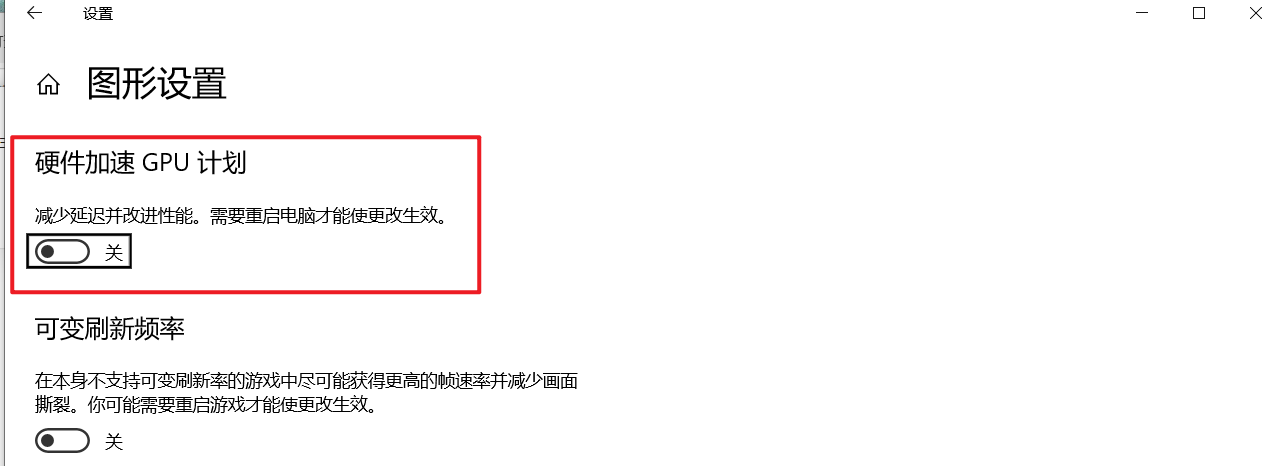 设置
图形设置
硬件加速 GPU 计划
减少延迟并改进性能。需要重启电脑才能使更改生效。
关
可变刷新频率
在本身不支持可变刷新率的游戏中尽可能获得更高的帧速率并减少画面
撕裂。你可能需要重启游戏才能使更改生效。
关